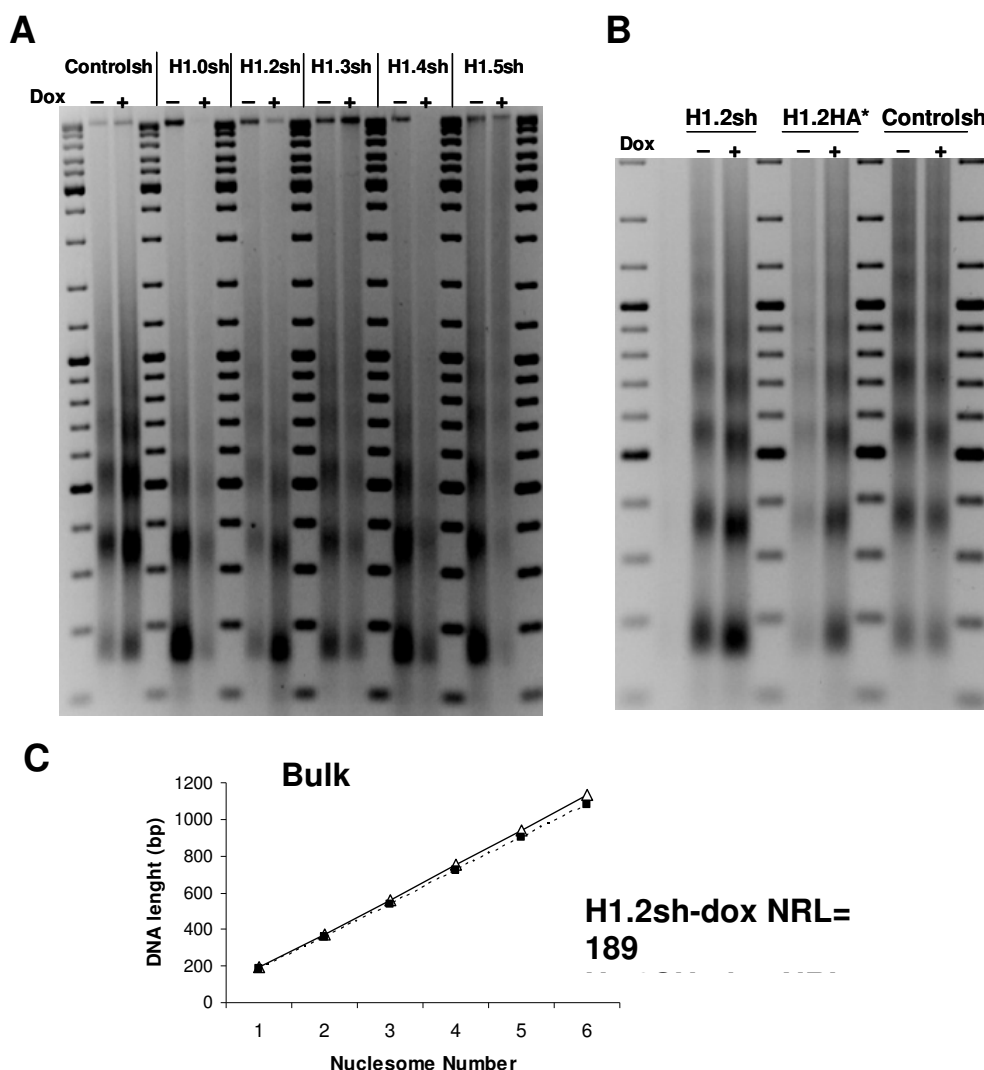 A
B
Controlsh H1.0sh H1.2sh H1.3sh H1.4sh H1.5sh
Dox − + − + − + − + − + − +
H1.2sh H1.2HA* Controlsh
Dox − + − + − +
C
Bulk
DNA lenght (bp)
1200
1000
800
600
400
200
0
1 2 3 4 5 6
Nuclesome Number
H1.2sh-dox NRL=
189